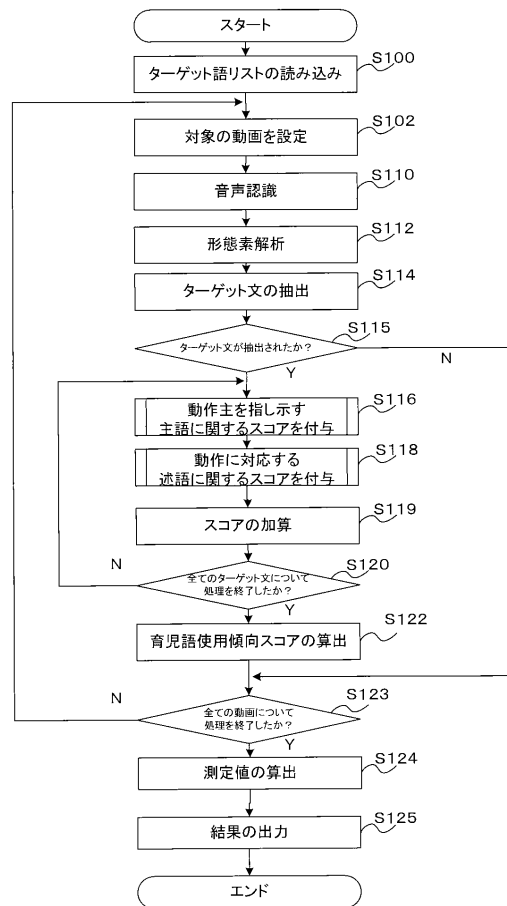 スタート
S100
ターゲット語リストの読み込み
S102
対象の動画を設定
S110
音声認識
S112
形態素解析
S114
ターゲット文の抽出
S115
ターゲット文が抽出されたか？
N
Y
S116
動作主を指し示す
主語に関するスコアを付与
S118
動作に対応する
述語に関するスコアを付与
S119
スコアの加算
N
S120
全てのターゲット文について
処理を終了したか？
Y
S122
育児語使用傾向スコアの算出
N
S123
全ての動画について
処理を終了したか？
Y
S124
測定値の算出
S125
結果の出力
エンド